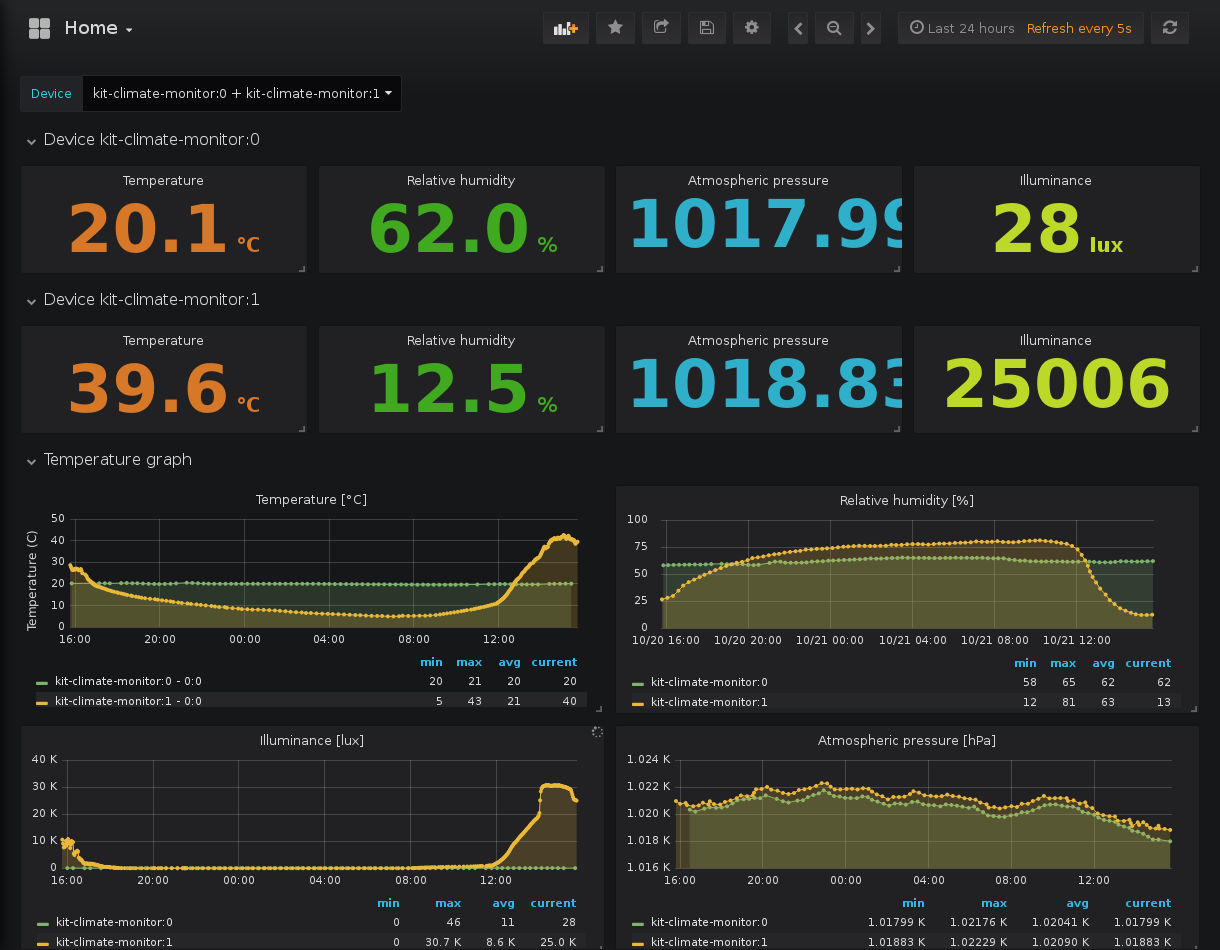 Home
Last 24 hours Refresh every 5s
Device kit-climate-monitor:0 + kit-climate-monitor:1
Device kit-climate-monitor:0
Temperature Relative humidity Atmospheric pressure Illuminance
20.1 °C 62.0 % 1017.99 28 lux
Device kit-climate-monitor:1
Temperature Relative humidity Atmospheric pressure Illuminance
39.6 °C 12.5 % 1018.83 25006
Temperature graph
Temperature [°C]
Temperature (C)
50
40
30
20
10
0
16:00 20:00 00:00 04:00 08:00 12:00
min max avg current
kit-climate-monitor:0 - 0:0 20 21 20 20
kit-climate-monitor:1 - 0:0 5 43 21 40
Relative humidity [%]
100
75
50
25
0
10/20 16:00 10/20 20:00 10/21 00:00 10/21 04:00 10/21 08:00 10/21 12:00
min max avg current
kit-climate-monitor:0 58 65 62 62
kit-climate-monitor:1 12 81 63 13
Illuminance [lux]
40 K
30 K
20 K
10 K
0
16:00 20:00 00:00 04:00 08:00 12:00
min max avg current
kit-climate-monitor:0 0 46 11 28
kit-climate-monitor:1 0 30.7 K 8.6 K 25.0 K
Atmospheric pressure [hPa]
1.024 K
1.022 K
1.020 K
1.018 K
1.016 K
16:00 20:00 00:00 04:00 08:00 12:00
min max avg current
kit-climate-monitor:0 1.01799 K 1.02176 K 1.02041 K 1.01799 K
kit-climate-monitor:1 1.01883 K 1.02229 K 1.02090 K 1.01883 K